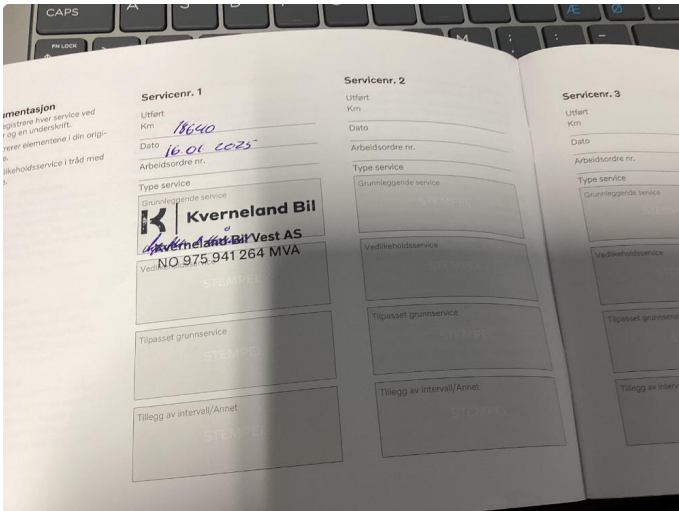 CAPS
A
S
Æ
Ø
FN LOCK
M
;
:
umentasjon
egistrere hver service ved
r og en underskrift.
rerer elementene i din origi-
e.
likeholdsservice i tråd med
e.
Servicenr. 1
Utført
Km 18640
Dato 16.01 2025
Arbeidsordre nr.
Type service
Grunnleggende service
Kverneland Bil
Kverneland Bil Vest AS
NO 975 941 264 MVA
Vedlikeholdsservice
STEMPEL
Tilpasset grunnservice
STEMPEL
Tillegg av intervall/Annet
STEMPEL
Servicenr. 2
Utført
Km
Dato
Arbeidsordre nr.
Type service
Grunnleggende service
STEMPEL
Vedlikeholdsservice
STEMPEL
Tilpasset grunnservice
STEMPEL
Tillegg av intervall/Annet
STEMPEL
Servicenr. 3
Utført
Km
Dato
Arbeidsordre nr.
Type service
Grunnleggende service
Vedlikeholdsservice
Tilpasset grunnserv
Tillegg av interva